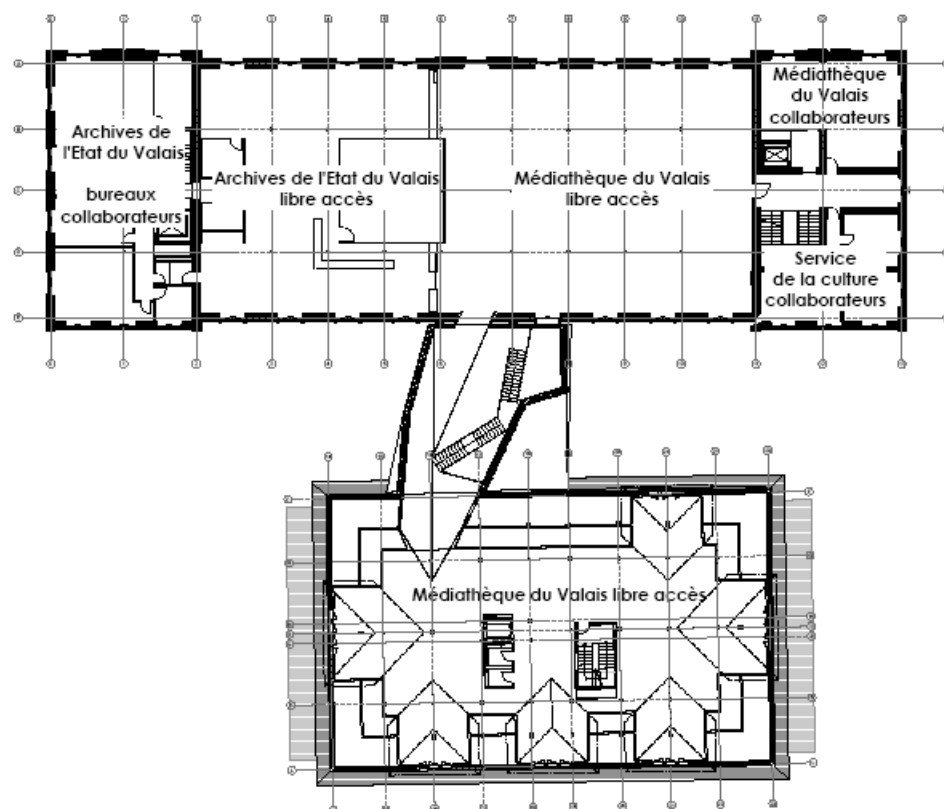 Archives de
l'Etat du Valais
bureaux
collaborateurs
Archives de l'Etat du Valais
libre accès
Médiathèque du Valais
libre accès
Médiathèque
du Valais
collaborateurs
Service
de la culture
collaborateurs
Médiathèque du Valais libre accès